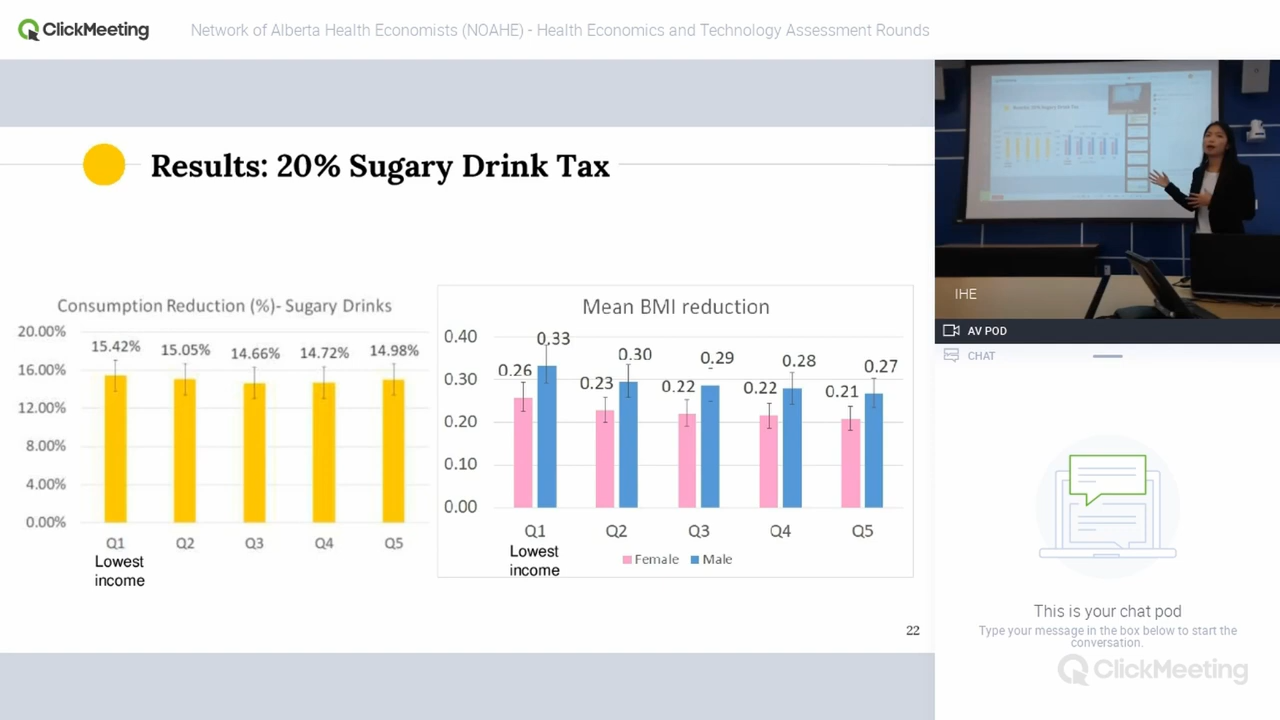 ClickMeeting
Network of Alberta Health Economists (NOAHE) - Health Economics and Technology Assessment Rounds
Results: 20% Sugary Drink Tax
Consumption Reduction (%)- Sugary Drinks
20.00%
16.00%
12.00%
8.00%
4.00%
0.00%
15.42%
15.05%
14.66%
14.72%
14.98%
Q1
Q2
Q3
Q4
Q5
Lowest
income
Mean BMI reduction
0.40
0.30
0.20
0.10
0.00
0.26
0.33
0.23
0.30
0.22
0.29
0.22
0.28
0.21
0.27
Q1
Q2
Q3
Q4
Q5
Lowest
income
Female
Male
22
Results: 20% Sugary Drink Tax
IHE
AV POD
CHAT
This is your chat pod
Type your message in the box below to start the
conversation.
ClickMeeting